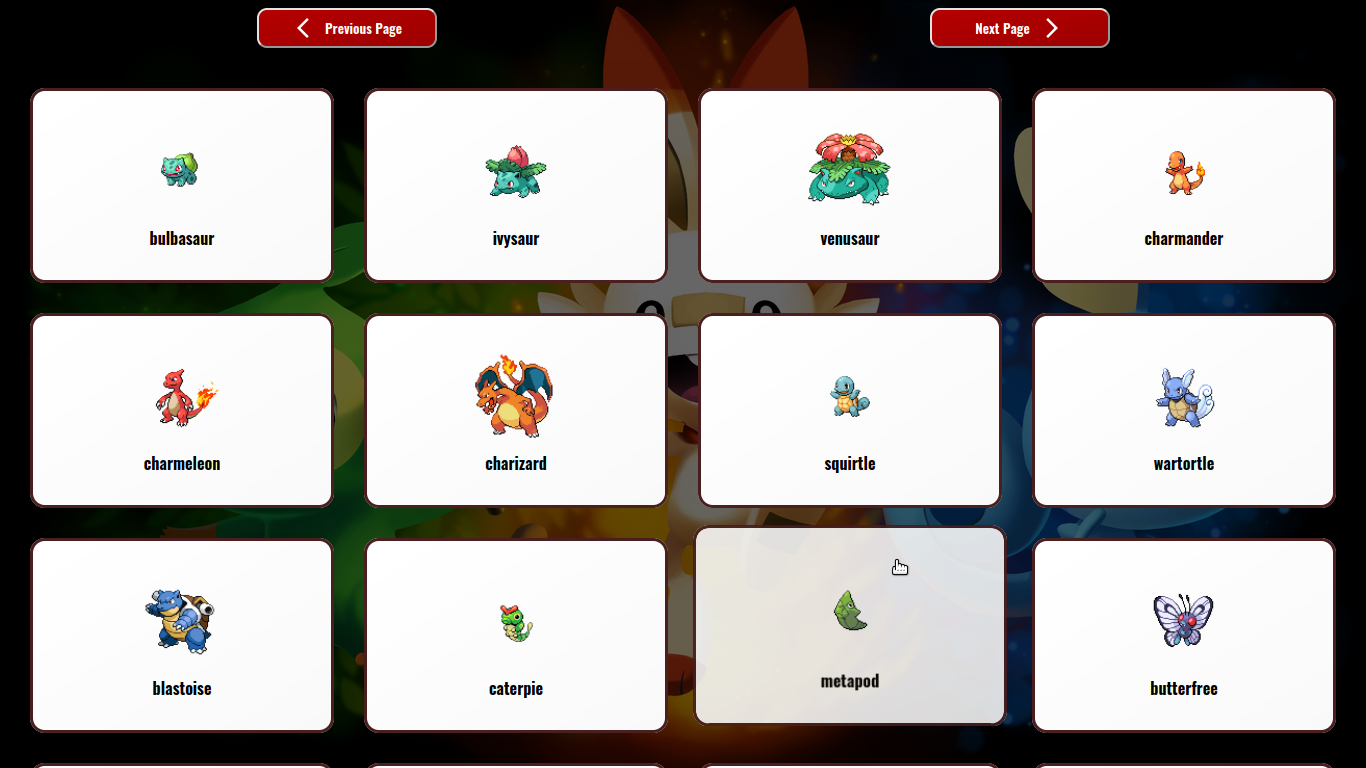 Previous Page
Next Page
bulbasaur
ivysaur
venusaur
charmander
charmeleon
charizard
squirtle
wartortle
blastoise
caterpie
metapod
butterfree